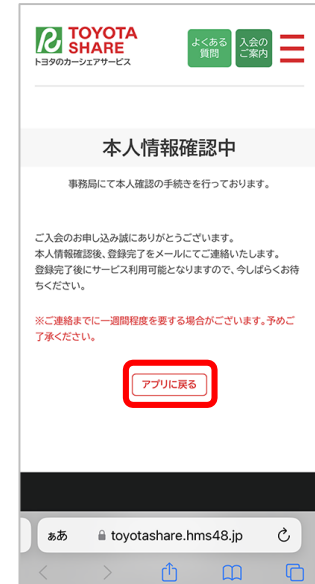 TOYOTA
SHARE
トヨタのカーシェアサービス
よくある
質問
入会の
ご案内
本人情報確認中
事務局にて本人確認の手続きを行っております。
ご入会のお申し込み誠にありがとうございます。
本人情報確認後、登録完了をメールにてご連絡いたします。
登録完了後にサービス利用可能となりますので、今しばらくお待
ちください。
※ご連絡までに一週間程度を要する場合がございます。予めご
了承ください。
アプリに戻る
ぁあ toyotashare.hms48.jp